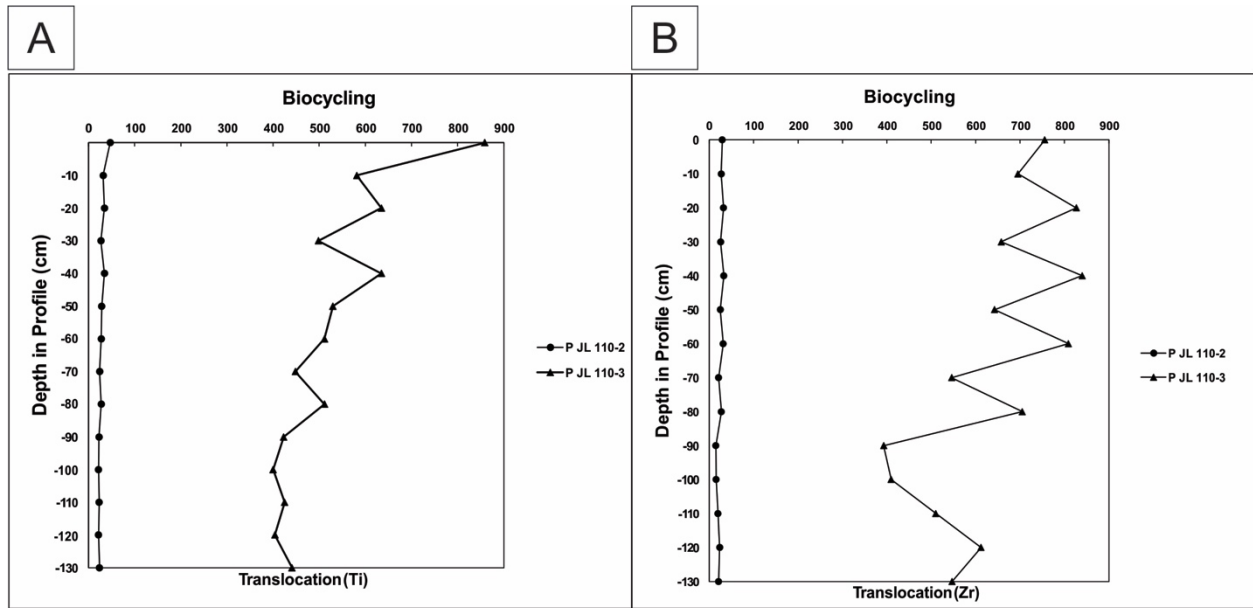 A
Biocycling
0 100 200 300 400 500 600 700 800 900
Depth in Profile (cm)
0
-10
-20
-30
-40
-50
-60
-70
-80
-90
-100
-110
-120
-130
P JL 110-2
P JL 110-3
Translocation (Ti)
B
Biocycling
0 100 200 300 400 500 600 700 800 900
Depth in Profile (cm)
0
-10
-20
-30
-40
-50
-60
-70
-80
-90
-100
-110
-120
-130
P JL 110-2
P JL 110-3
Translocation (Zr)